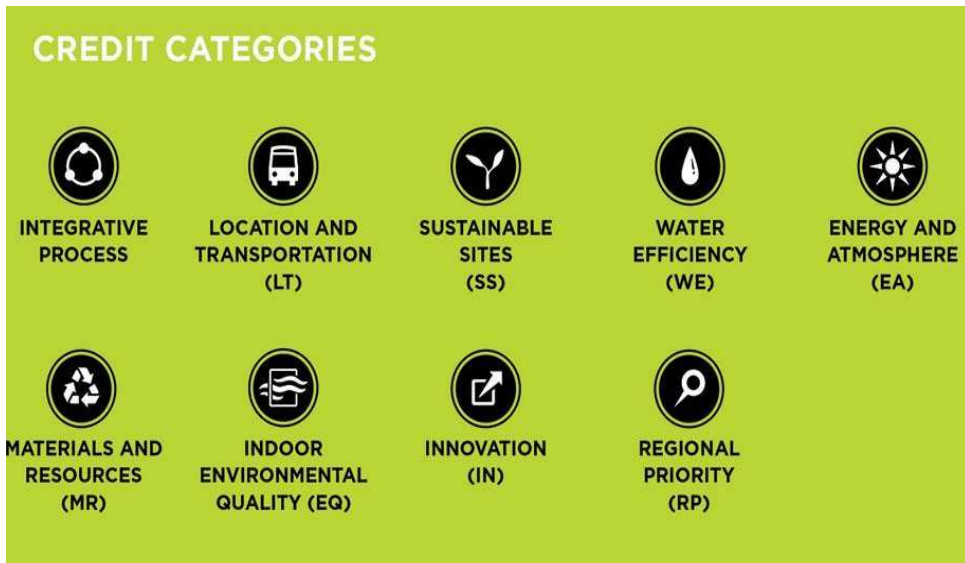 CREDIT CATEGORIES
INTEGRATIVE
PROCESS
LOCATION AND
TRANSPORTATION
(LT)
SUSTAINABLE
SITES
(SS)
WATER
EFFICIENCY
(WE)
ENERGY AND
ATMOSPHERE
(EA)
MATERIALS AND
RESOURCES
(MR)
INDOOR
ENVIRONMENTAL
QUALITY (EQ)
INNOVATION
(IN)
REGIONAL
PRIORITY
(RP)